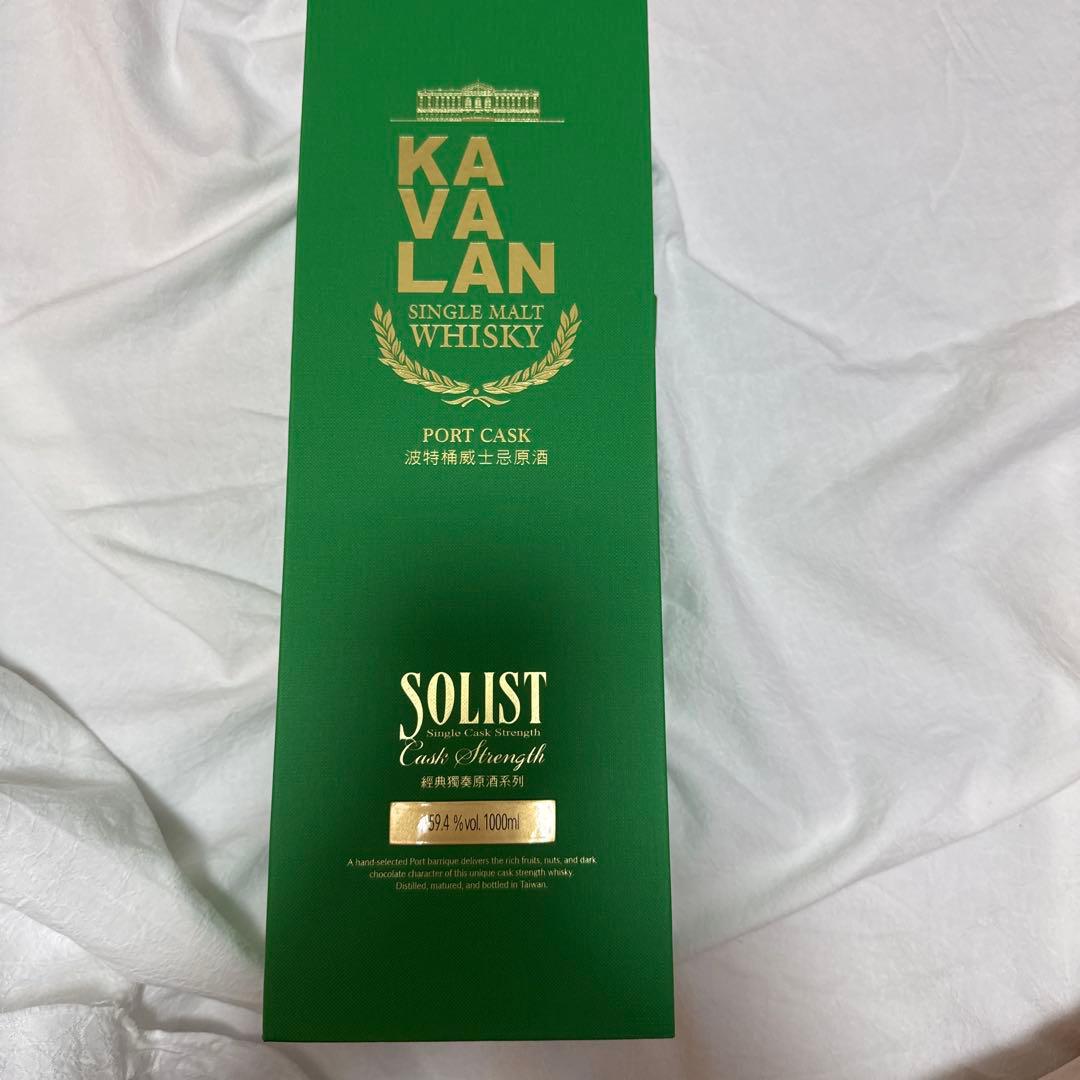 KA
VA
LAN
SINGLE MALT
WHISKY
PORT CASK
波特桶威士忌原酒
SOLIST
Single Cask Strength
Cask Strength
經典獨奏原酒系列
59.4 %vol. 1000ml
A hand-selected Port barrique delivers the rich fruits, nuts, and dark
chocolate character of this unique cask strength whisky.
Distilled, matured, and bottled in Taiwan.